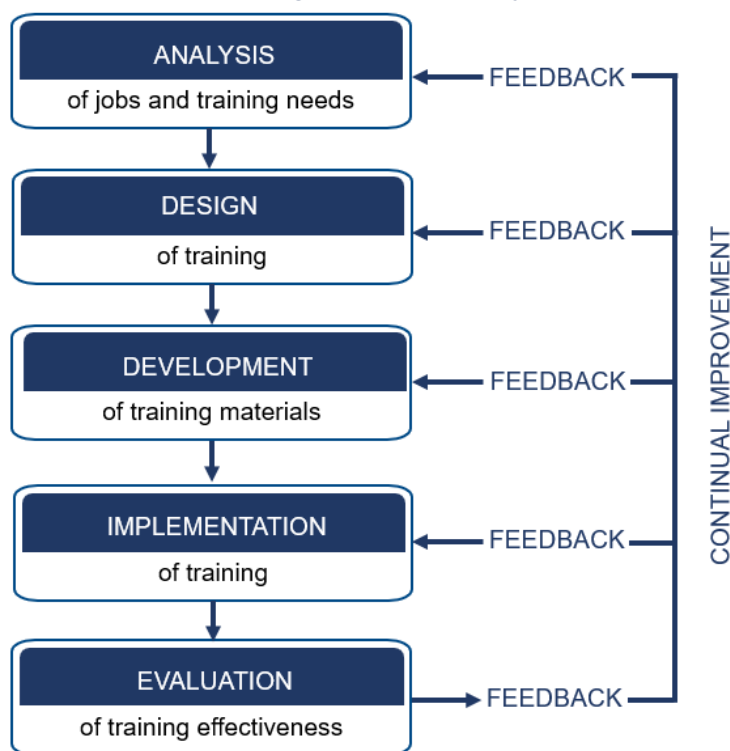 ANALYSIS
of jobs and training needs
FEEDBACK
DESIGN
of training
FEEDBACK
DEVELOPMENT
of training materials
FEEDBACK
IMPLEMENTATION
of training
FEEDBACK
EVALUATION
of training effectiveness
FEEDBACK
CONTINUAL IMPROVEMENT